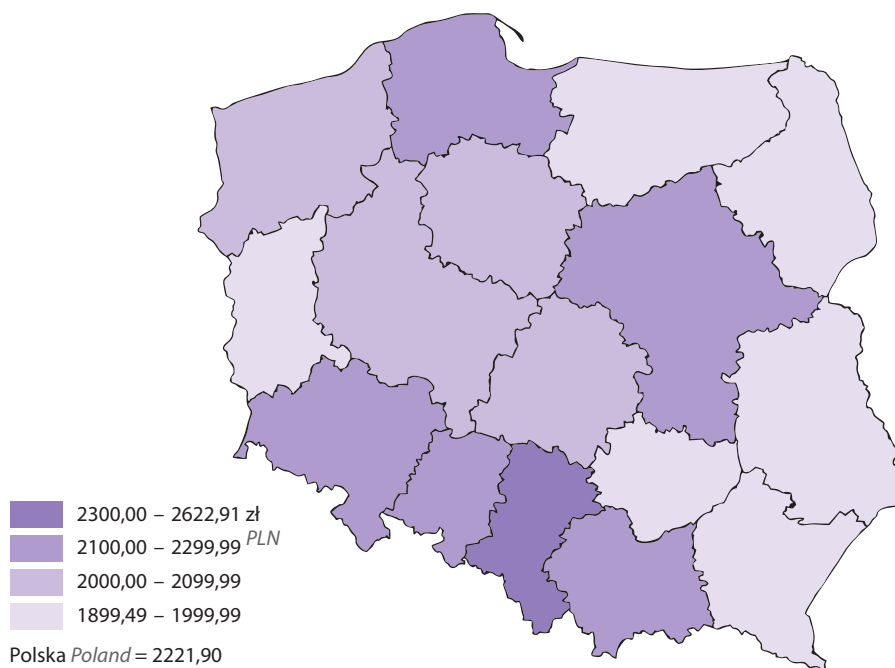 2300,00 – 2622,91 zł
2100,00 – 2299,99 PLN
2000,00 – 2099,99
1899,49 – 1999,99
Polska Poland = 2221,90